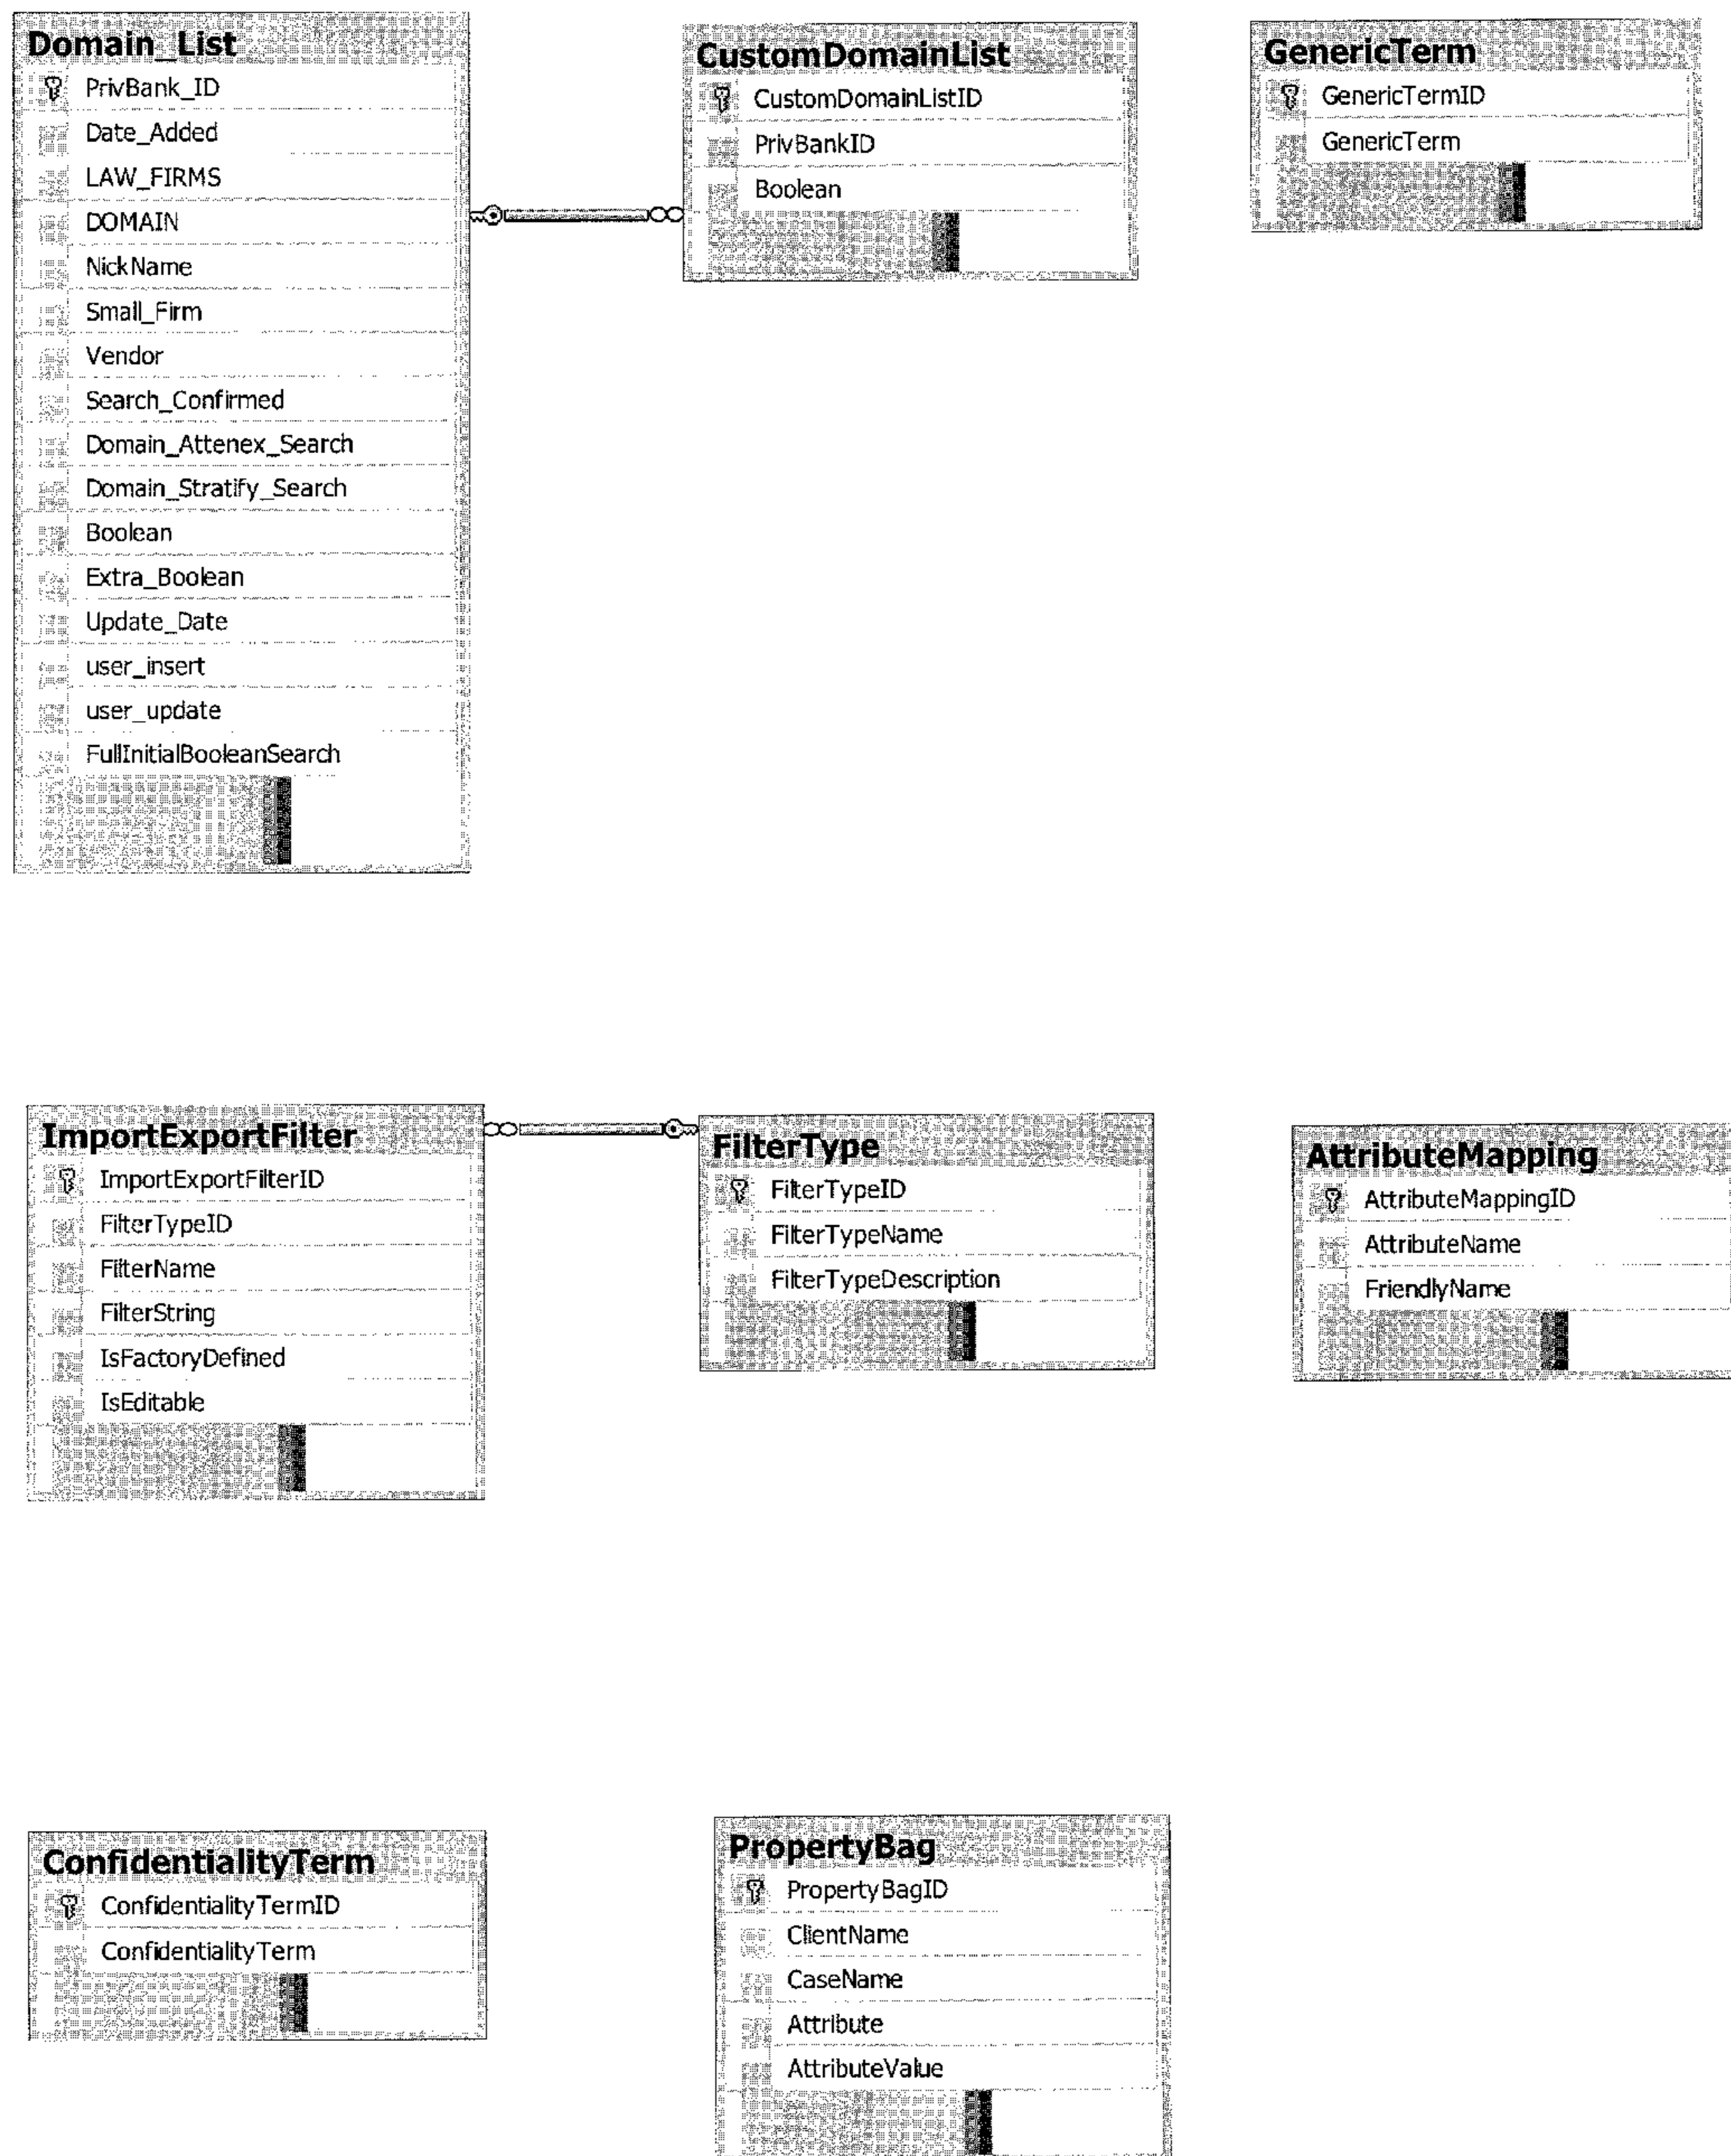 Domain_List
PrivBank_ID
Date_Added
LAW_FIRMS
DOMAIN
NickName
Small_Firm
Vendor
Search_Confirmed
Domain_Attenex_Search
Domain_Stratify_Search
Boolean
Extra_Boolean
Update_Date
user_insert
user_update
FullInitialBooleanSearch
CustomDomainList
CustomDomainListID
PrivBankID
Boolean
GenericTerm
GenericTermID
GenericTerm
ImportExportFilter
ImportExportFilterID
FilterTypeID
FilterName
FilterString
IsFactoryDefined
IsEditable
FilterType
FilterTypeID
FilterTypeName
FilterTypeDescription
AttributeMapping
AttributeMappingID
AttributeName
FriendlyName
ConfidentialityTerm
ConfidentialityTermID
ConfidentialityTerm
PropertyBag
PropertyBagID
ClientName
CaseName
Attribute
AttributeValue